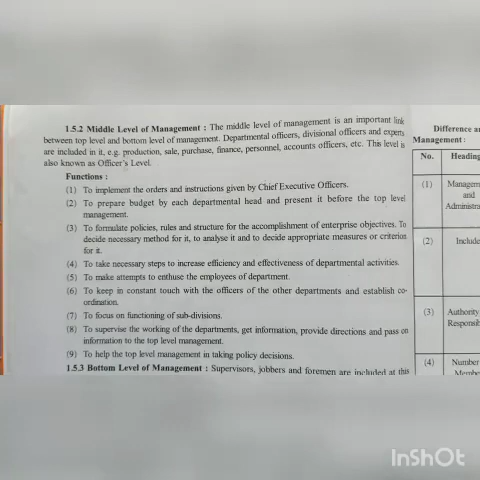 1.5.2 Middle Level of Management : The middle level of management is an important link
between top level and bottom level of management. Departmental officers, divisional officers and experts
are included in it, e.g. production, sale, purchase, finance, personnel, accounts officers, etc. This level is
also known as Officer's Level.
Functions :
(1) To implement the orders and instructions given by Chief Executive Officers.
(2) To prepare budget by each departmental head and present it before the top level
management.
(3) To formulate policies, rules and structure for the accomplishment of enterprise objectives. To
decide necessary method for it, to analyse it and to decide appropriate measures or criterion
for it.
(4) To take necessary steps to increase efficiency and effectiveness of departmental activities.
(5) To make attempts to enthuse the employees of department.
(6) To keep in constant touch with the officers of the other departments and establish co-
ordination.
(7) To focus on functioning of sub-divisions.
(8) To supervise the working of the departments, get information, provide directions and pass on
information to the top level management.
(9) To help the top level management in taking policy decisions.
1.5.3 Bottom Level of Management : Supervisors, jobbers and foremen are included at this
Difference a
Management :
No. Heading
(1) Managem
and
Administra
(2) Include
(3) Authority
Responsib
(4) Number
InShOt